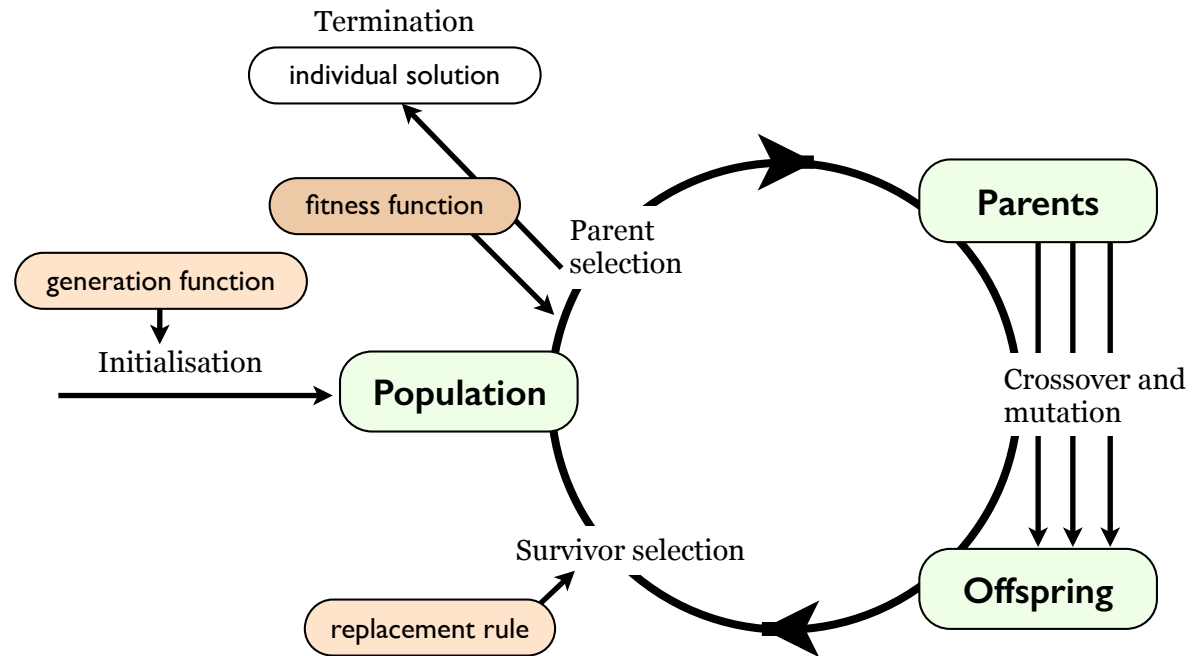 Termination
individual solution
fitness function
Parent
selection
Parents
generation function
Initialisation
Population
Crossover and
mutation
Survivor selection
Offspring
replacement rule